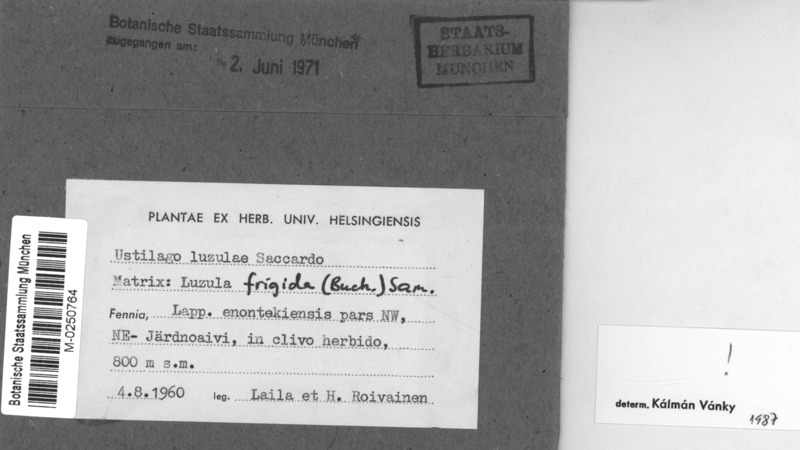 Botanische Staatssammlung München
zugegangen am:
2. Juni 1971
STAATS-
HERBARIUM
MÜNCHEN
PLANTAE EX HERB. UNIV. HELSINGIENSIS
Ustilago luzulae Saccardo
Matrix: Luzula frigida (Buch.) Sam.
Fennia, Lapp. enontekiensis pars NW,
NE- Järdnoaivi, in clivo herbido,
800 m s.m.
4.8.1960 leg. Laila et H. Roivainen
Botanische Staatssammlung München
M-0250764
!
determ. Kálmán Vánky
1987